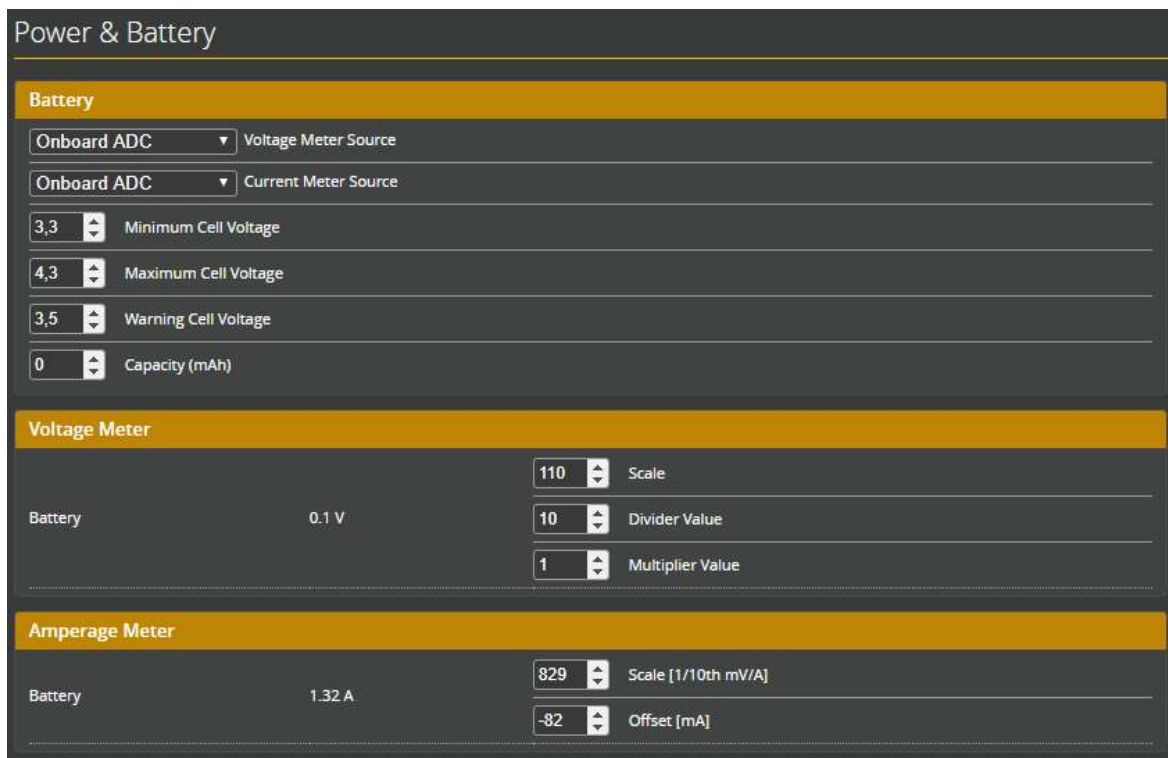 Power & Battery
Battery
Onboard ADC Voltage Meter Source
Onboard ADC Current Meter Source
3,3 Minimum Cell Voltage
4,3 Maximum Cell Voltage
3,5 Warning Cell Voltage
0 Capacity (mAh)
Voltage Meter
110 Scale
Battery 0.1 V 10 Divider Value
1 Multiplier Value
Amperage Meter
829 Scale [1/10th mV/A]
Battery 1.32 A
-82 Offset [mA]